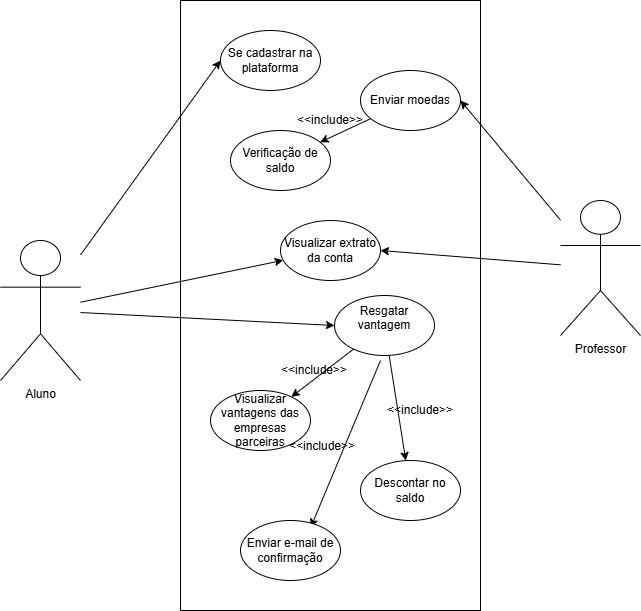 Se cadastrar na
plataforma
Enviar moedas
<<include>>
Verificação de
saldo
Visualizar extrato
da conta
Resgatar
vantagem
Professor
<<include>>
Aluno
Visualizar
vantagens das
empresas
parceiras
<<include>>
<<include>>
Descontar no
saldo
Enviar e-mail de
confirmação